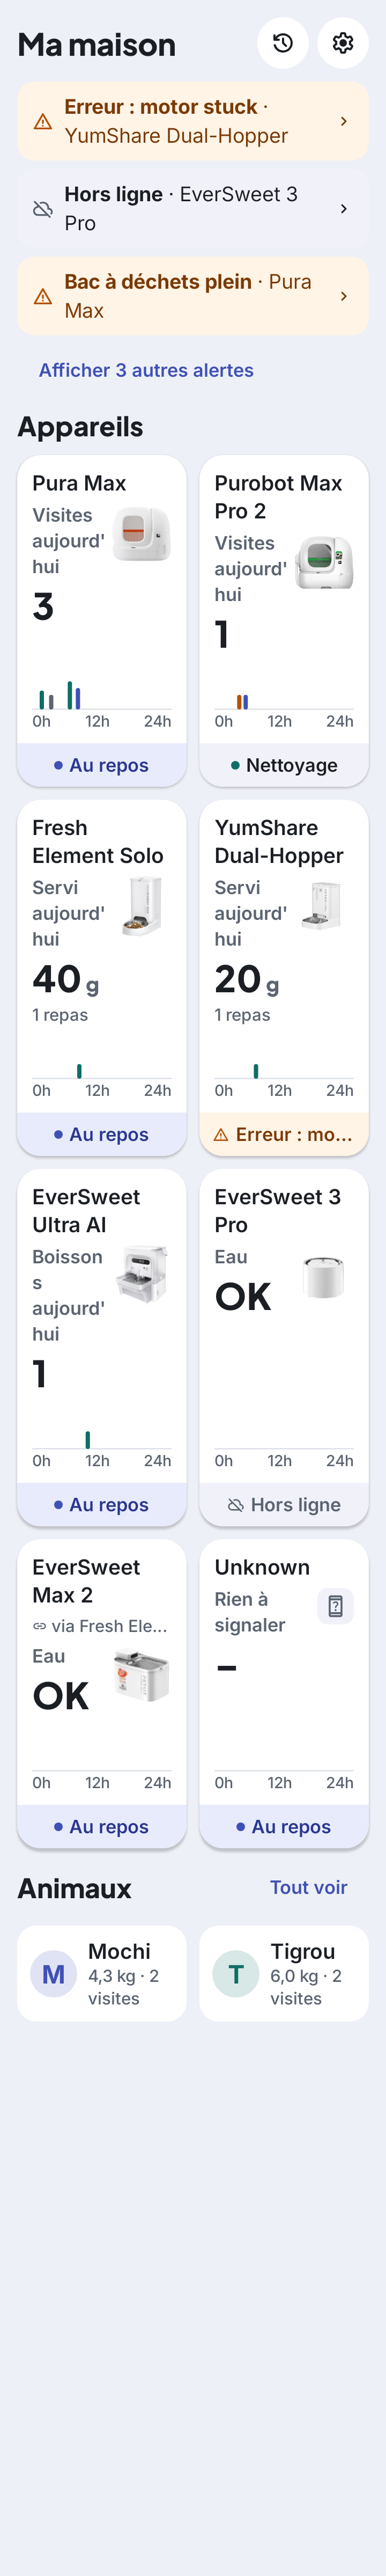 Ma maison
Erreur : motor stuck ·
YumShare Dual-Hopper
Hors ligne · EverSweet 3
Pro
Bac à déchets plein · Pura
Max
Afficher 3 autres alertes
Appareils
Pura Max
Visites
aujourd'
hui
3
0h 12h 24h
Au repos
Purobot Max
Pro 2
Visites
aujourd'
hui
1
0h 12h 24h
Nettoyage
Fresh
Element Solo
Servi
aujourd'
hui
40 g
1 repas
0h 12h 24h
Au repos
YumShare
Dual-Hopper
Servi
aujourd'
hui
20 g
1 repas
0h 12h 24h
Erreur : mo...
EverSweet
Ultra AI
Boisson
s
aujourd'
hui
1
0h 12h 24h
Au repos
EverSweet 3
Pro
Eau
OK
0h 12h 24h
Hors ligne
EverSweet
Max 2
via Fresh Ele...
Eau
OK
0h 12h 24h
Au repos
Unknown
Rien à
signaler
–
0h 12h 24h
Au repos
Animaux
Tout voir
M
Mochi
4,3 kg · 2
visites
T
Tigrou
6,0 kg · 2
visites